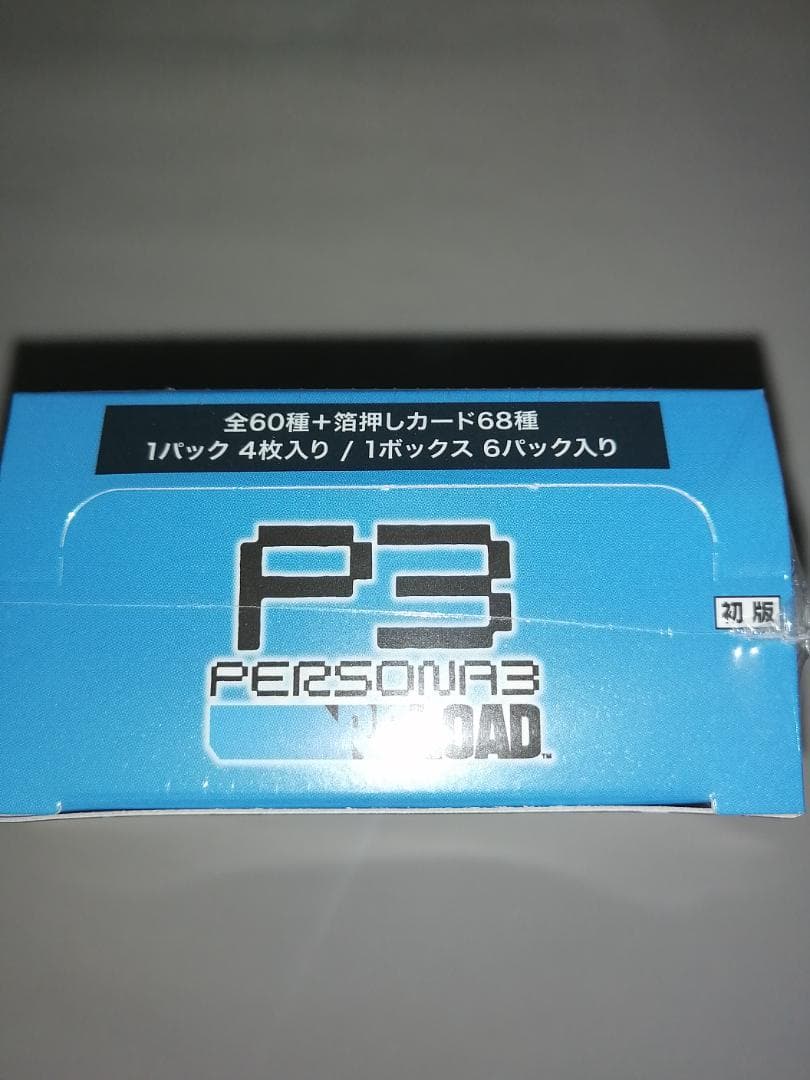 全60種＋箔押しカード68種
1パック 4枚入り / 1ボックス 6パック入り
P3
初版
PERSONA3
RELOAD™